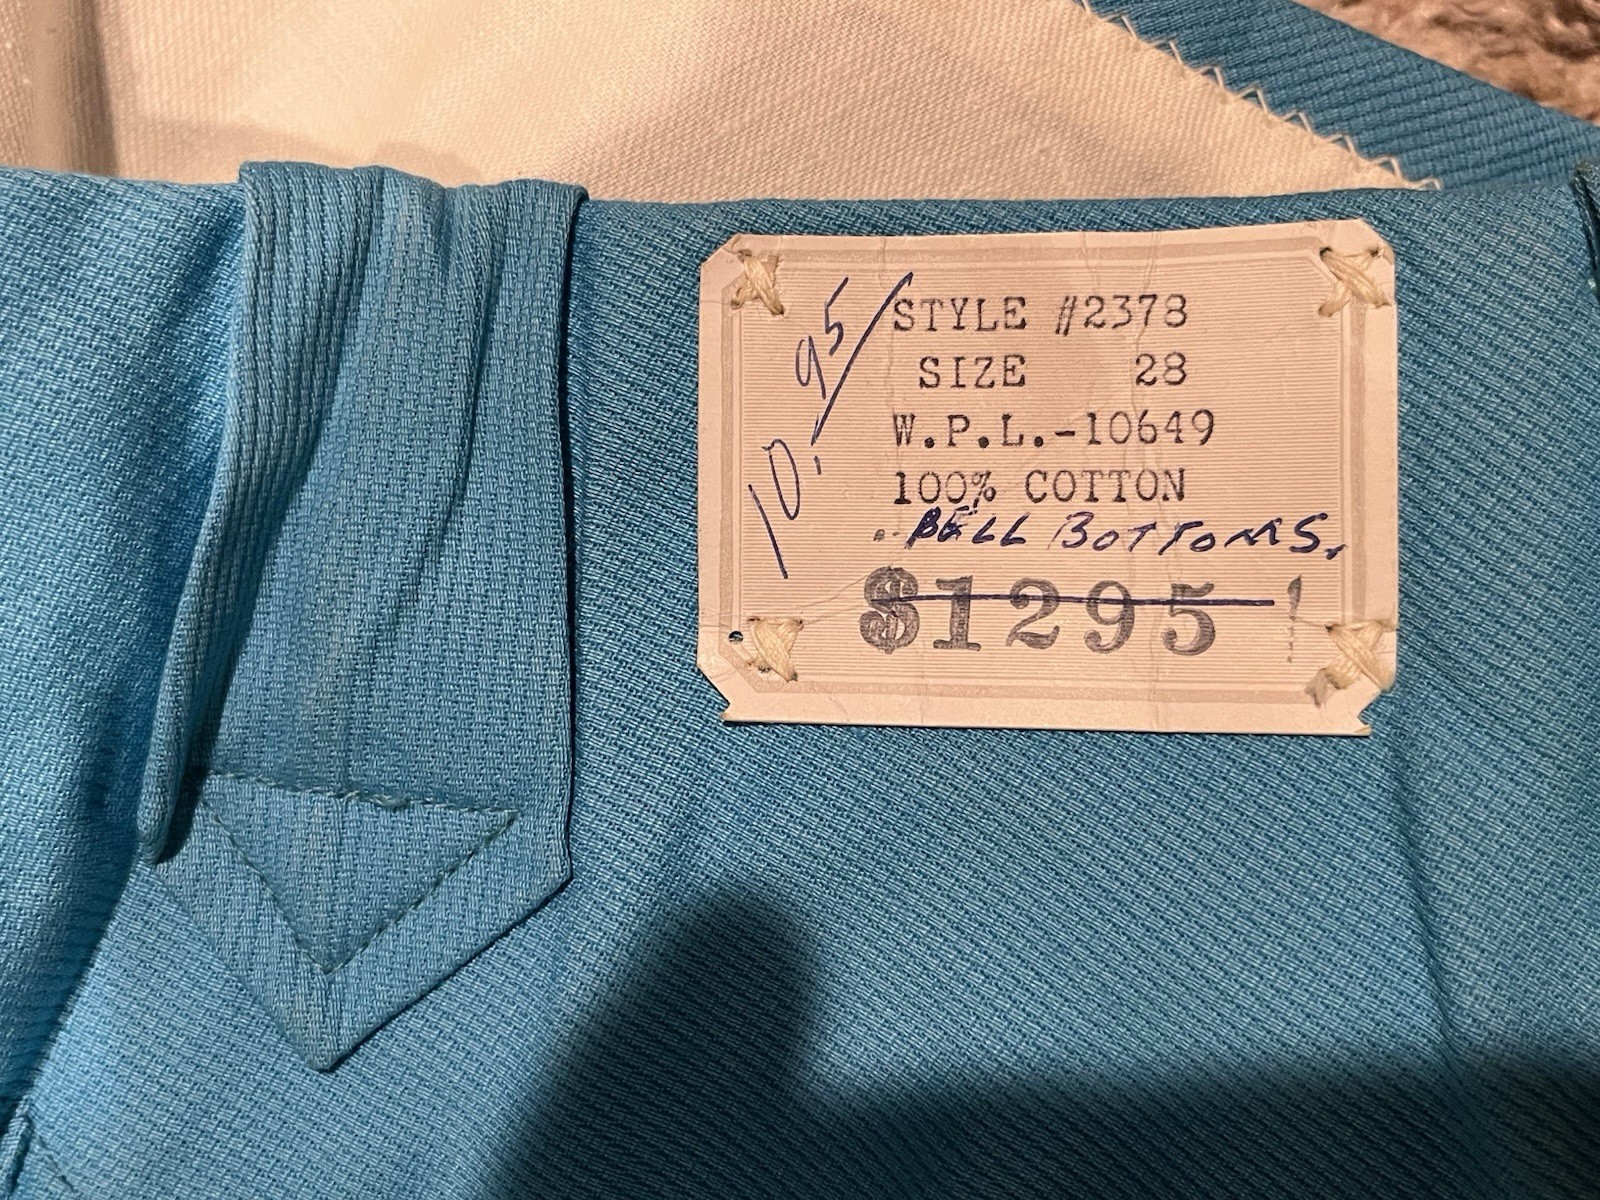 10.95
STYLE #2378
SIZE 28
W.P.L.-10649
100% COTTON
BELL BOTTOMS.
$1295